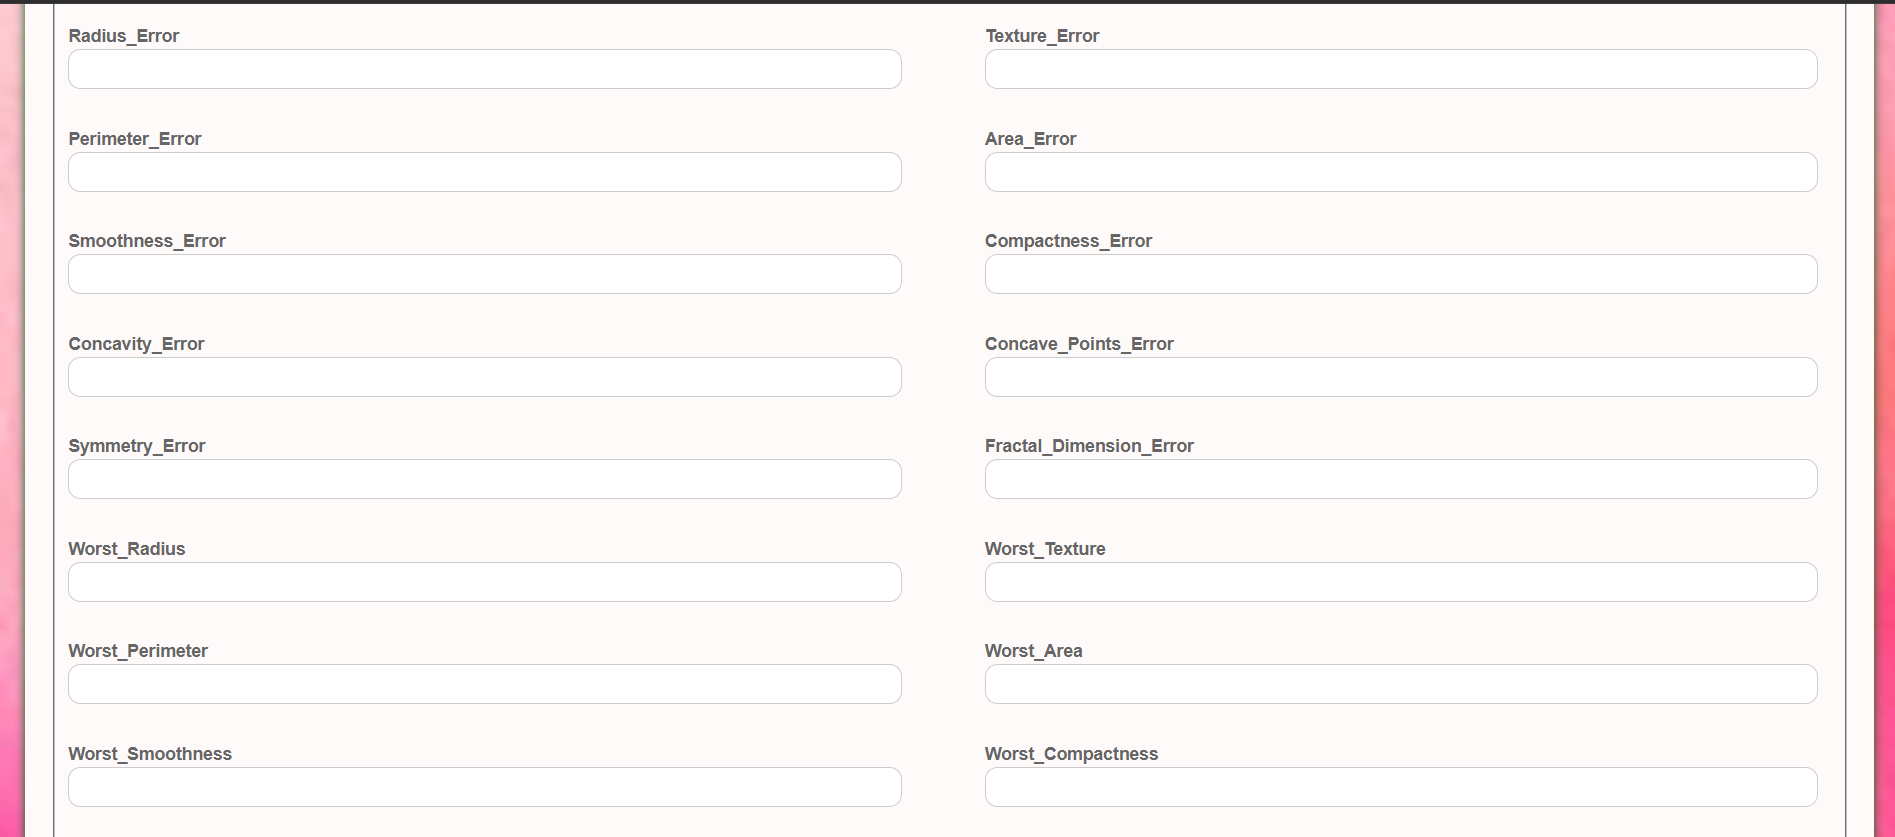 Radius_Error
Texture_Error
Perimeter_Error
Area_Error
Smoothness_Error
Compactness_Error
Concavity_Error
Concave_Points_Error
Symmetry_Error
Fractal_Dimension_Error
Worst_Radius
Worst_Texture
Worst_Perimeter
Worst_Area
Worst_Smoothness
Worst_Compactness